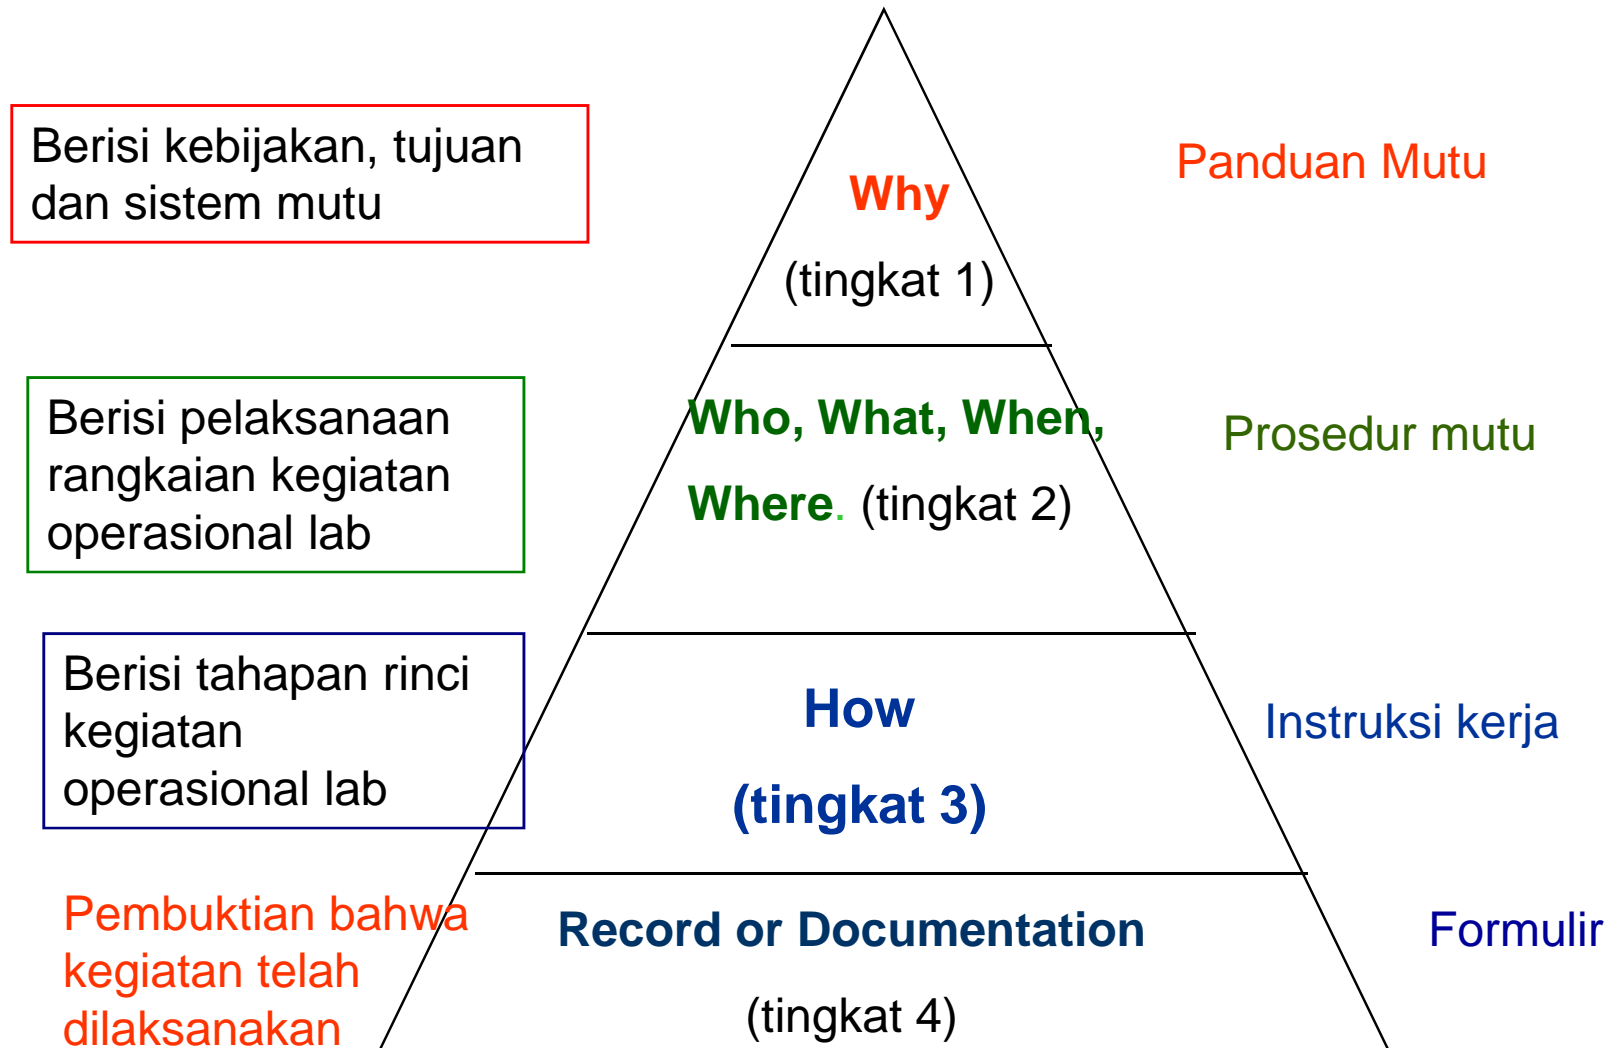 Berisi kebijakan, tujuan
dan sistem mutu
Why
(tingkat 1)
Panduan Mutu
Berisi pelaksanaan
rangkaian kegiatan
operasional lab
Who, What, When,
Where. (tingkat 2)
Prosedur mutu
Berisi tahapan rinci
kegiatan
operasional lab
How
(tingkat 3)
Instruksi kerja
Pembuktian bahwa
kegiatan telah
dilaksanakan
Record or Documentation
(tingkat 4)
Formulir